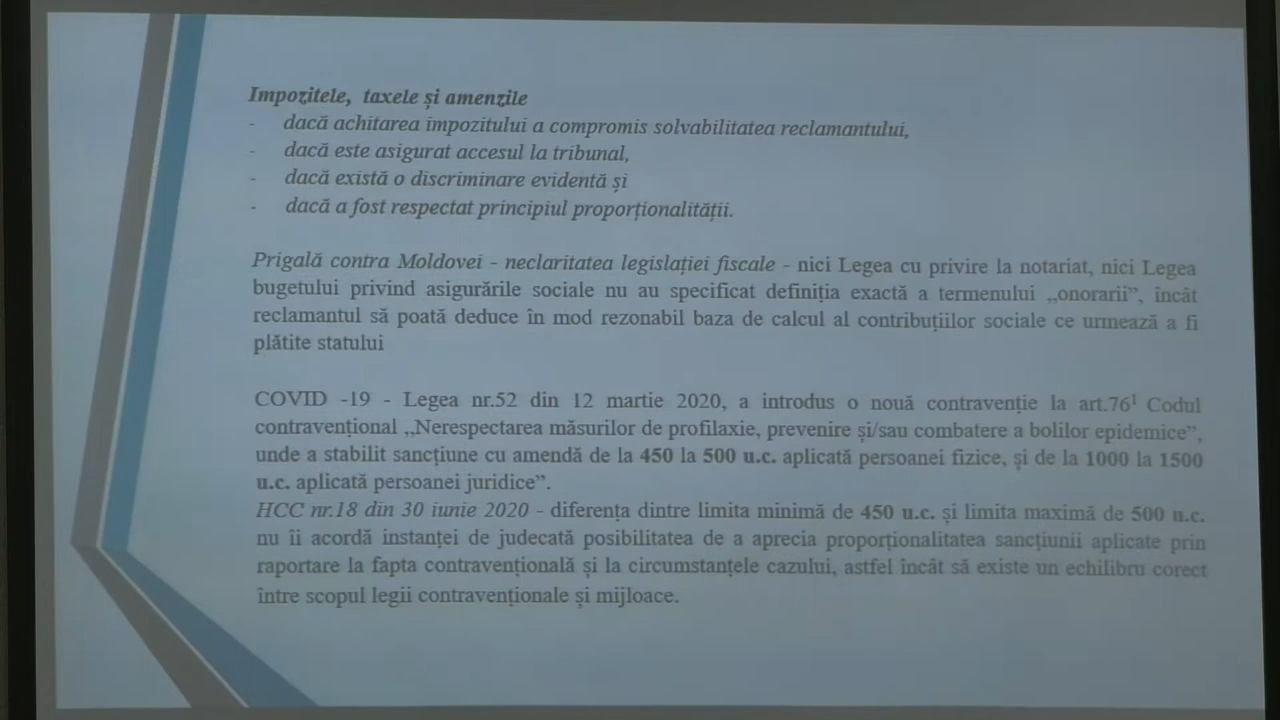 Impozitele, taxele și amenzile
- dacă achitarea impozitului a compromis solvabilitatea reclamantului,
- dacă este asigurat accesul la tribunal,
- dacă există o discriminare evidentă și
- dacă a fost respectat principiul proporționalității.
Prigală contra Moldovei - neclaritatea legislației fiscale - nici Legea cu privire la notariat, nici Legea
bugetului privind asigurările sociale nu au specificat definiția exactă a termenului „onorarii”, încât
reclamantul să poată deduce în mod rezonabil baza de calcul al contribuțiilor sociale ce urmează a fi
plătite statului
COVID -19 - Legea nr.52 din 12 martie 2020, a introdus o nouă contravenție la art.76¹ Codul
contravențional „Nerespectarea măsurilor de profilaxie, prevenire și/sau combatere a bolilor epidemice”,
unde a stabilit sancțiune cu amendă de la 450 la 500 u.c. aplicată persoanei fizice, și de la 1000 la 1500
u.c. aplicată persoanei juridice”.
HCC nr.18 din 30 iunie 2020 - diferența dintre limita minimă de 450 u.c. și limita maximă de 500 u.c.
nu îi acordă instanței de judecată posibilitatea de a aprecia proporționalitatea sancțiunii aplicate prin
raportare la fapta contravențională și la circumstanțele cazului, astfel încât să existe un echilibru corect
între scopul legii contravenționale și mijloace.